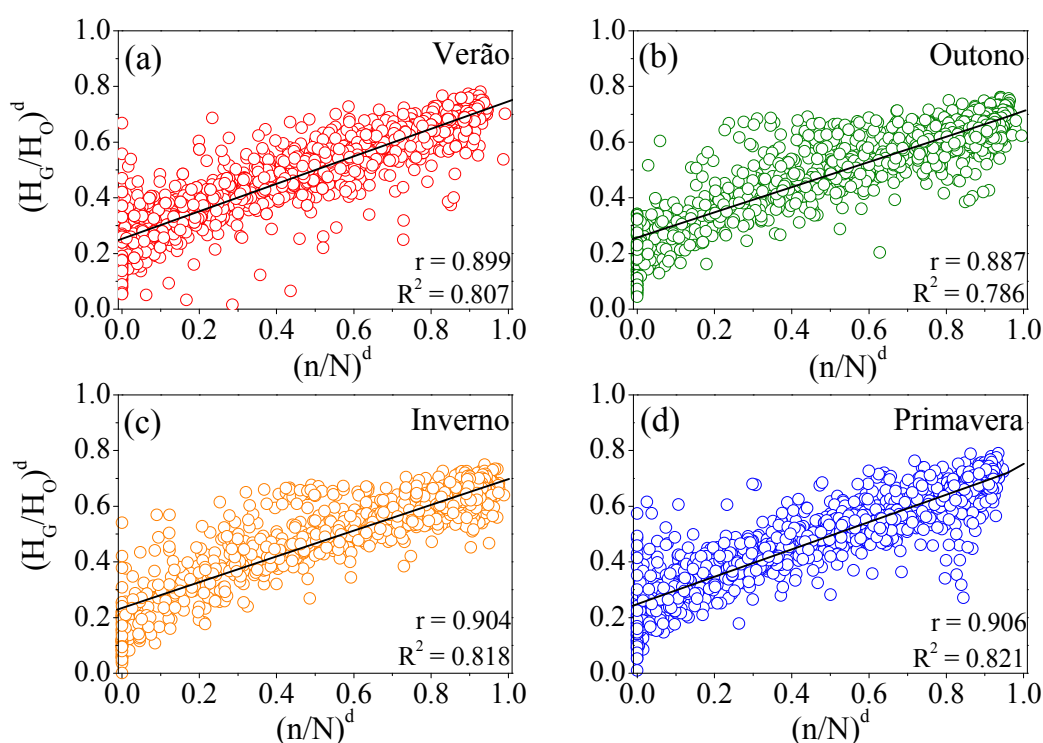 (a)
Verão
(H_G/H_O)^d
1.0
0.8
0.6
0.4
0.2
0.0
r = 0.899
R^2 = 0.807
0.0 0.2 0.4 0.6 0.8 1.0
(n/N)^d
(b)
Outono
1.0
0.8
0.6
0.4
0.2
0.0
r = 0.887
R^2 = 0.786
0.0 0.2 0.4 0.6 0.8 1.0
(n/N)^d
(c)
Inverno
(H_G/H_O)^d
1.0
0.8
0.6
0.4
0.2
0.0
r = 0.904
R^2 = 0.818
0.0 0.2 0.4 0.6 0.8 1.0
(n/N)^d
(d)
Primavera
1.0
0.8
0.6
0.4
0.2
0.0
r = 0.906
R^2 = 0.821
0.0 0.2 0.4 0.6 0.8 1.0
(n/N)^d